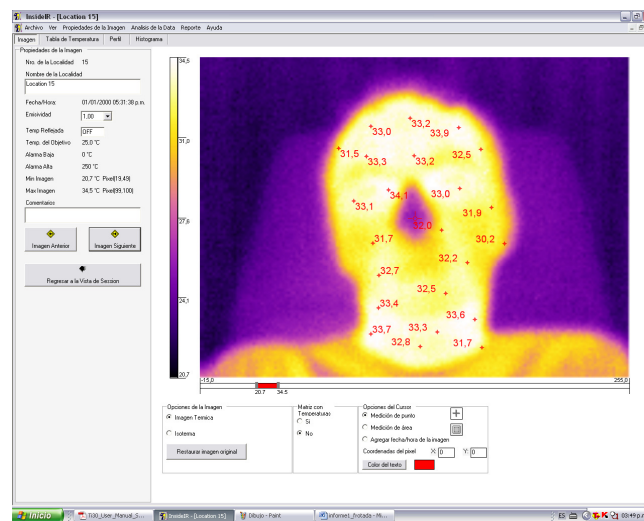 InsideIR - [Location 15]
Archivo Ver Propiedades de la Imagen Analisis de la Data Reporte Ayuda
Imagen Tabla de Temperatura Perfil Histograma
Propiedades de la Imagen
Nro. de la Localidad 15
Nombre de la Localidad
Location 15
Fecha/Hora: 01/01/2000 05:31:38 p.m.
Emisividad 1,00
Temp Reflejada OFF
Temp. del Objetivo 25,0 °C
Alarma Baja 0 °C
Alarma Alta 250 °C
Min Imagen 20.7 °C Pixel(19,49)
Max Imagen 34.5 °C Pixel(99,100)
Comentarios
Imagen Anterior Imagen Siguiente
Regresar a la Vista de Session
34,5
31,0
27,6
24,1
20,7
33,2
33,0 33,9
31,5 33,3 33,2 32,5
34,1 33,0
33,1 31,9
32,0
31,7 30,2
32,2
32,7
32,5
33,4
33,6
33,7 33,3
32,8 31,7
-15,0 255,0
20.7 34.5
Opciones de la Imagen
Imagen Termica
Isoterma
Restaurar imagen original
Matriz con Temperaturas
Si
No
Opciones del Cursor
Medición de punto
Medición de área
Agregar fecha/hora de la imagen
Coordenadas del pixel X: 0 Y: 0
Color del texto
Inicio TI30_User_Manual_S... InsideIR - [Location 15] Dibujo - Paint informet_frotada - Mi... ES 03:49 p.m.